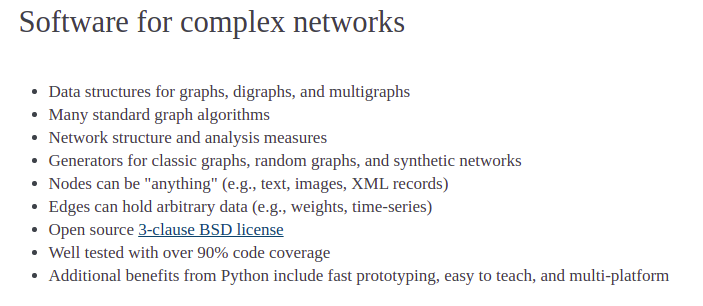 Software for complex networks
Data structures for graphs, digraphs, and multigraphs
Many standard graph algorithms
Network structure and analysis measures
Generators for classic graphs, random graphs, and synthetic networks
Nodes can be "anything" (e.g., text, images, XML records)
Edges can hold arbitrary data (e.g., weights, time-series)
Open source 3-clause BSD license
Well tested with over 90% code coverage
Additional benefits from Python include fast prototyping, easy to teach, and multi-platform